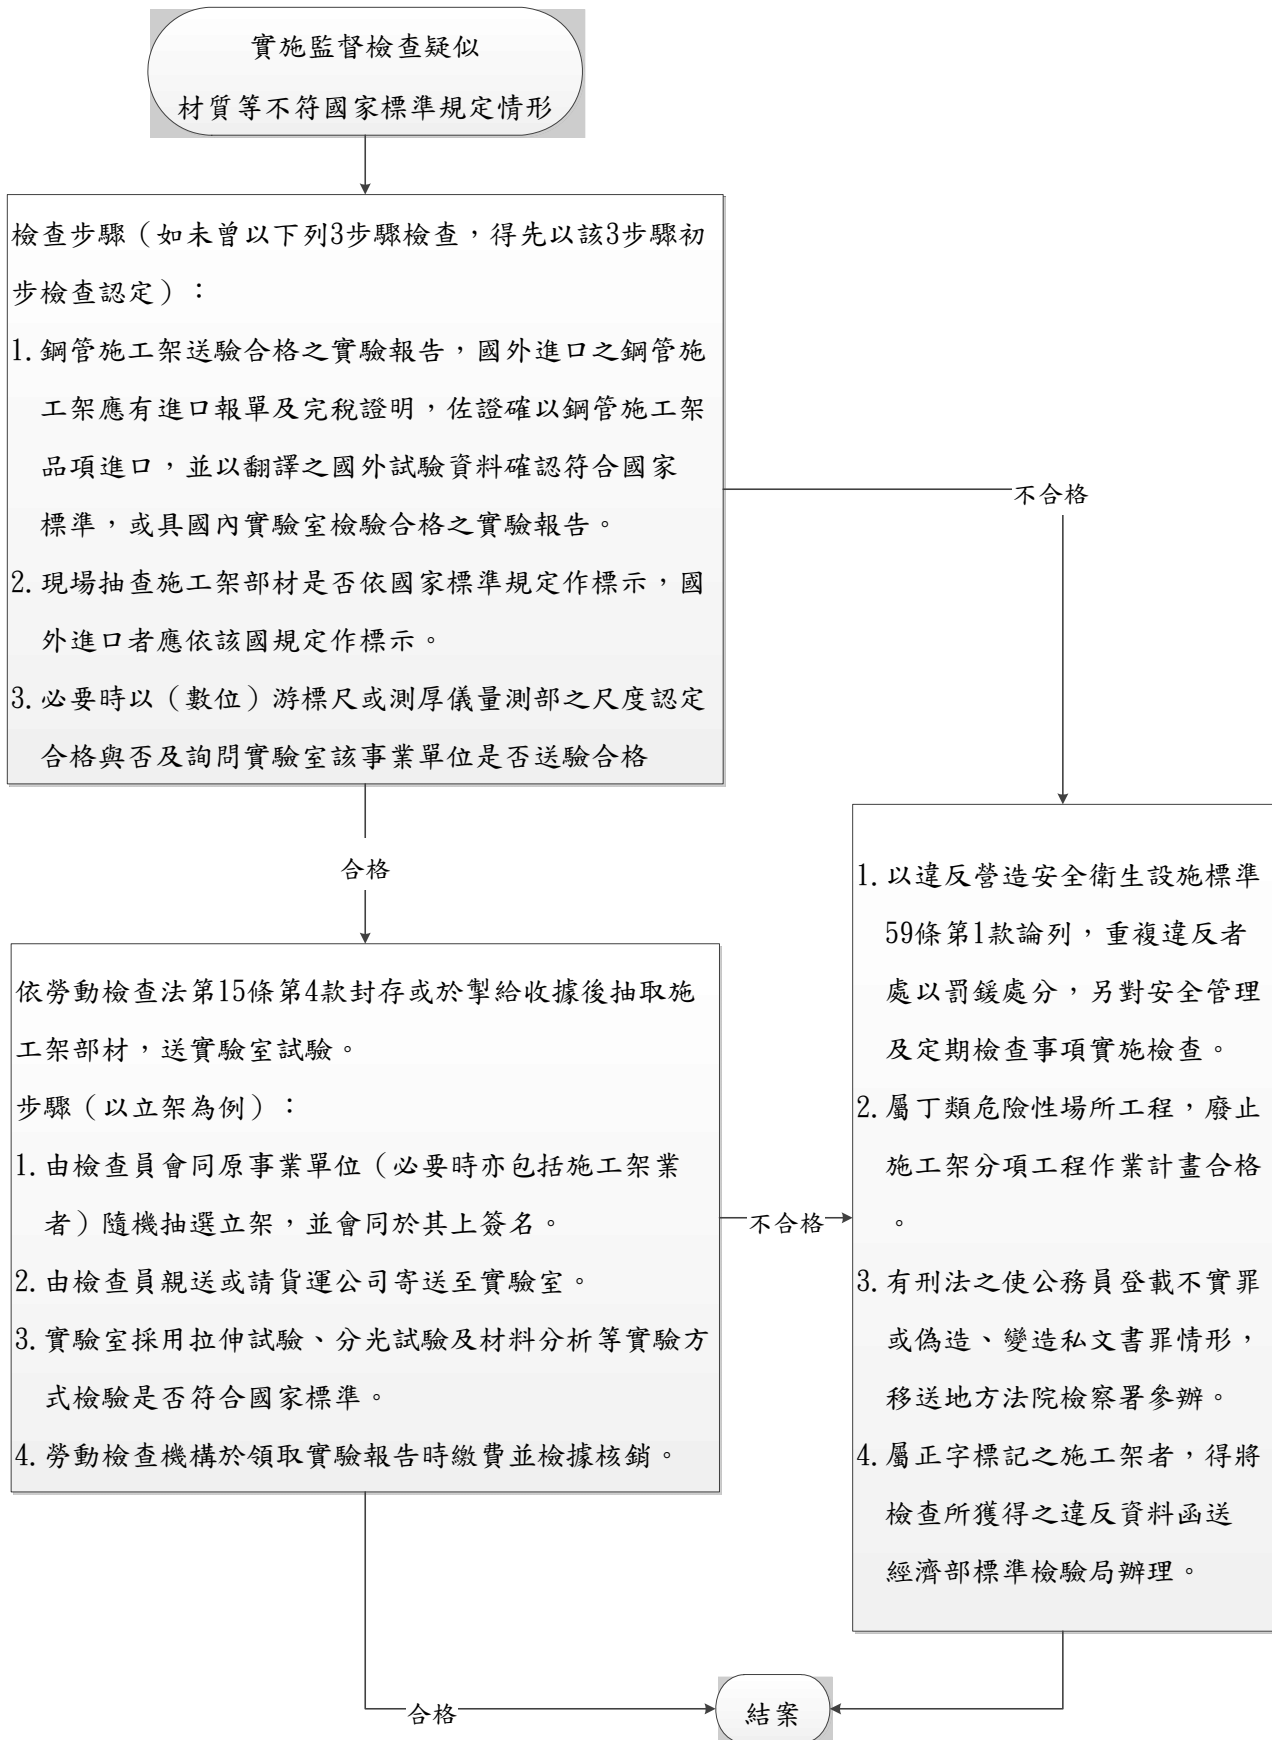 實施監督檢查疑似
材質等不符國家標準規定情形
檢查步驟（如未曾以下列3步驟檢查，得先以該3步驟初
步檢查認定）：
1. 鋼管施工架送驗合格之實驗報告，國外進口之鋼管施
工架應有進口報單及完稅證明，佐證確以鋼管施工架
品項進口，並以翻譯之國外試驗資料確認符合國家
標準，或具國內實驗室檢驗合格之實驗報告。
2. 現場抽查施工架部材是否依國家標準規定作標示，國
外進口者應依該國規定作標示。
3. 必要時以（數位）游標尺或測厚儀量測部之尺度認定
合格與否及詢問實驗室該事業單位是否送驗合格
不合格
合格
依勞動檢查法第15條第4款封存或於掣給收據後抽取施
工架部材，送實驗室試驗。
步驟（以立架為例）：
1. 由檢查員會同原事業單位（必要時亦包括施工架業
者）隨機抽選立架，並會同於其上簽名。
2. 由檢查員親送或請貨運公司寄送至實驗室。
3. 實驗室採用拉伸試驗、分光試驗及材料分析等實驗方
式檢驗是否符合國家標準。
4. 勞動檢查機構於領取實驗報告時繳費並檢據核銷。
不合格
1. 以違反營造安全衛生設施標準
59條第1款論列，重複違反者
處以罰鍰處分，另對安全管理
及定期檢查事項實施檢查。
2. 屬丁類危險性場所工程，廢止
施工架分項工程作業計畫合格
。
3. 有刑法之使公務員登載不實罪
或偽造、變造私文書罪情形，
移送地方法院檢察署參辦。
4. 屬正字標記之施工架者，得將
檢查所獲得之違反資料函送
經濟部標準檢驗局辦理。
合格
結案